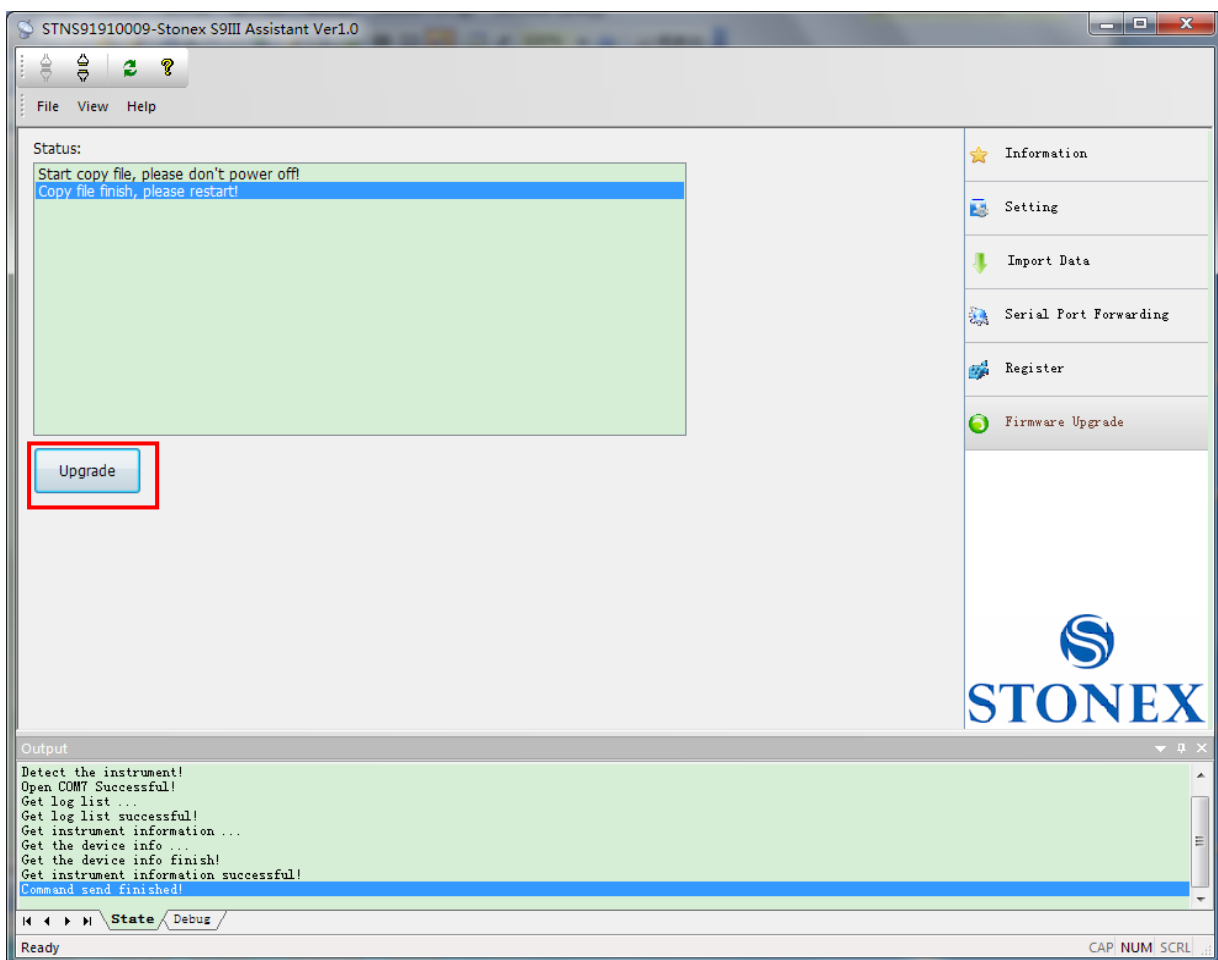 STNS91910009-Stonex S9III Assistant Ver1.0
File View Help
Status:
Start copy file, please don't power off!
Copy file finish, please restart!
Upgrade
Information
Setting
Import Data
Serial Port Forwarding
Register
Firmware Upgrade
STONEX
Output
Detect the instrument!
Open COM7 Successful!
Get log list ...
Get log list successful!
Get instrument information ...
Get the device info ...
Get the device info finish!
Get instrument information successful!
Command send finished!
State Debug
Ready CAP NUM SCRL